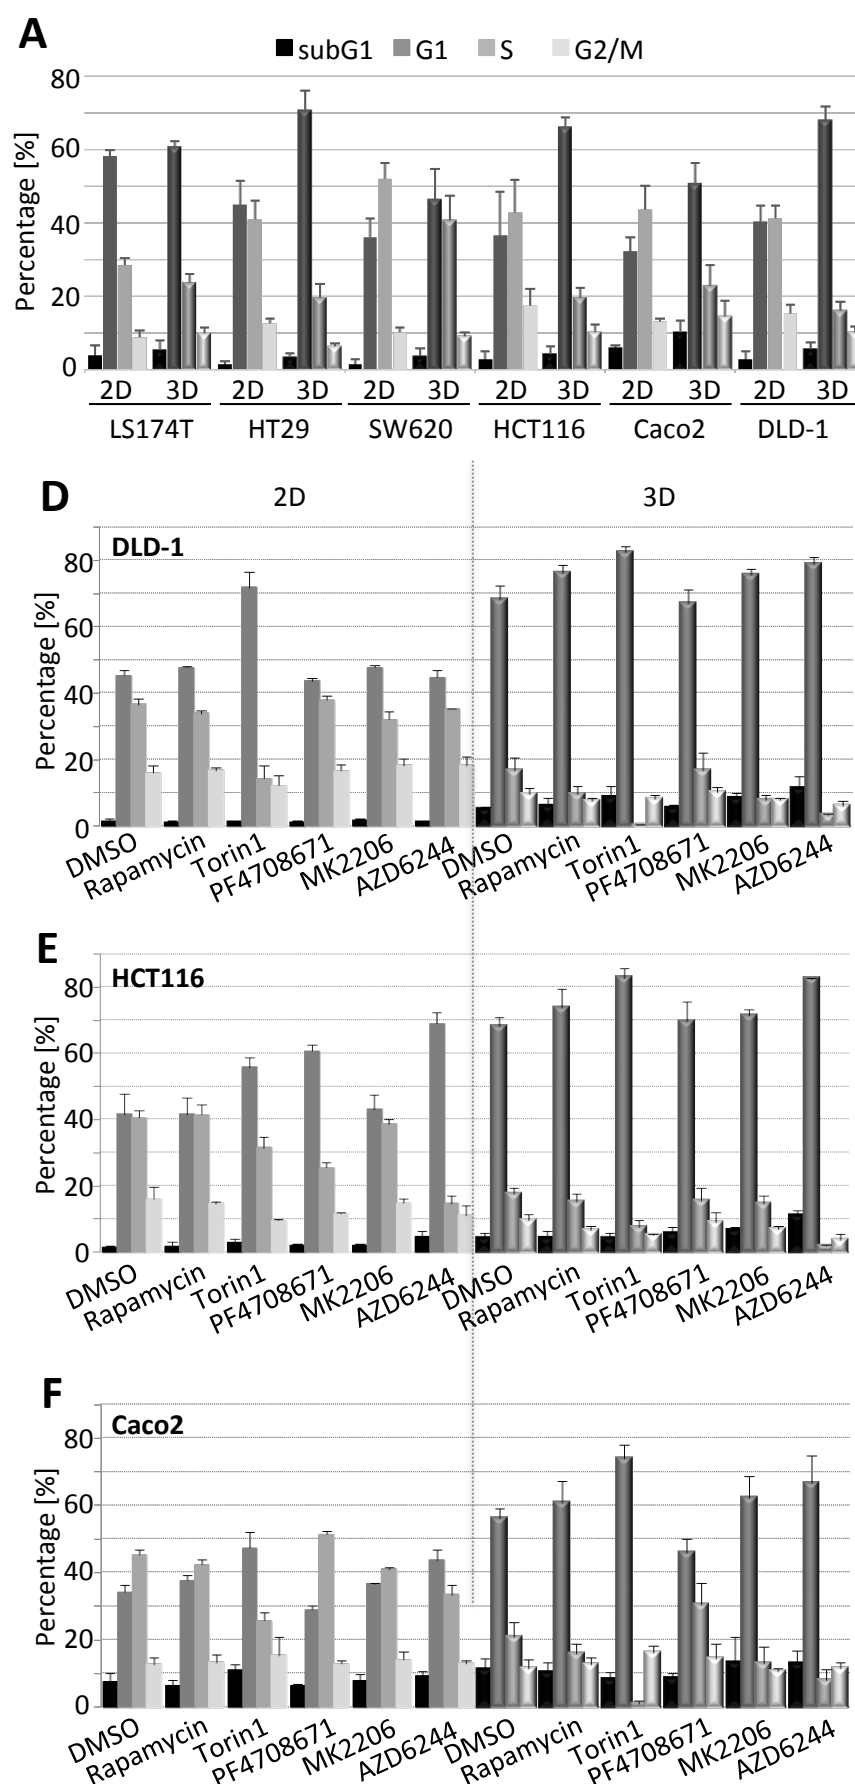 A
subG1 G1 S G2/M
Percentage [%]
80
60
40
20
0
2D 3D 2D 3D 2D 3D 2D 3D 2D 3D 2D 3D
LS174T HT29 SW620 HCT116 Caco2 DLD-1
D 2D 3D
DLD-1
Percentage [%]
80
60
40
20
0
DMSO Rapamycin Torin1 PF4708671 MK2206 AZD6244 DMSO Rapamycin Torin1 PF4708671 MK2206 AZD6244
E
HCT116
Percentage [%]
80
60
40
20
0
DMSO Rapamycin Torin1 PF4708671 MK2206 AZD6244 DMSO Rapamycin Torin1 PF4708671 MK2206 AZD6244
F
Caco2
Percentage [%]
80
60
40
20
0
DMSO Rapamycin Torin1 PF4708671 MK2206 AZD6244 DMSO Rapamycin Torin1 PF4708671 MK2206 AZD6244